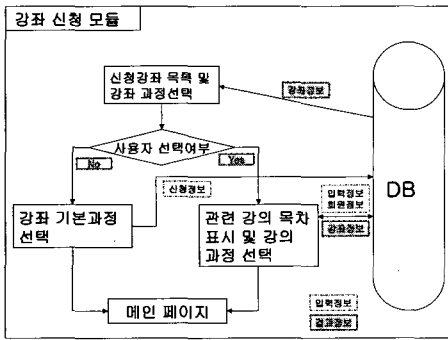 강좌 신청 모듈
신청강좌 목록 및
강좌 과정선택
강좌정보
사용자 선택여부
No
Yes
신청정보
입력정보
회원정보
DB
강좌 기본과정
선택
관련 강의 목차
표시 및 강의
과정 선택
강좌정보
메인 페이지
입력정보
결과정보